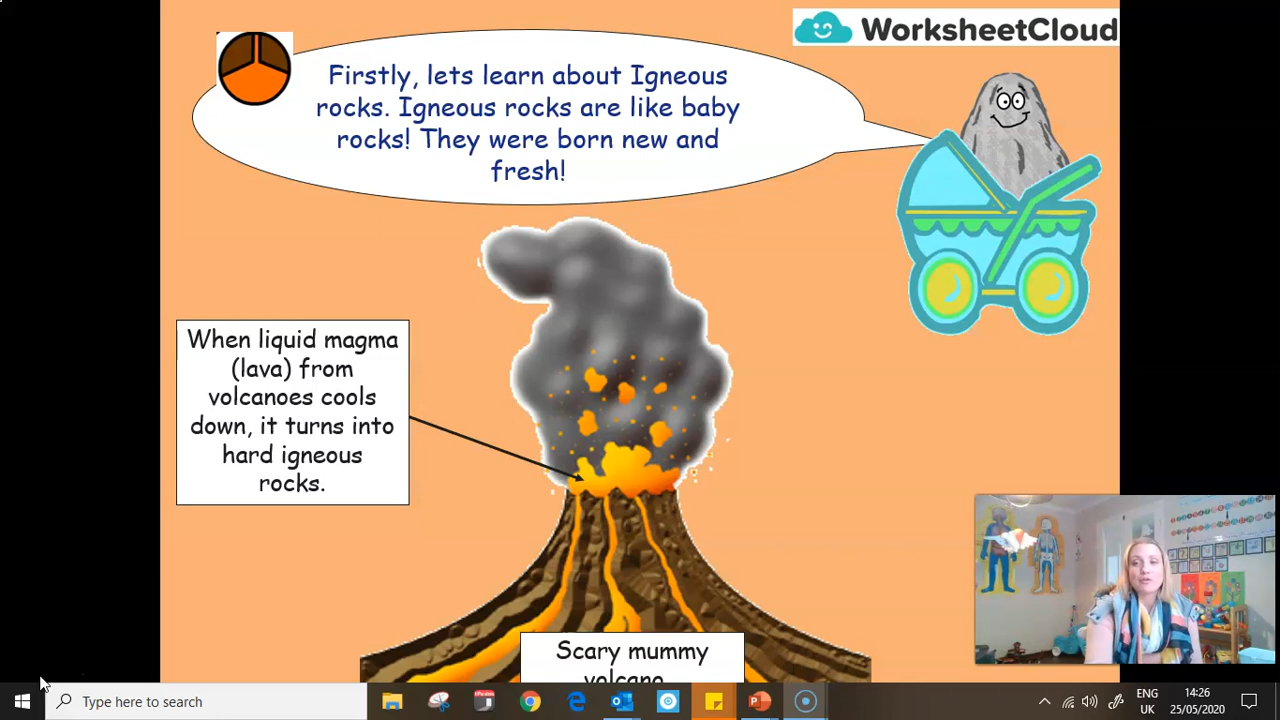 WorksheetCloud
Firstly, lets learn about Igneous
rocks. Igneous rocks are like baby
rocks! They were born new and
fresh!
When liquid magma
(lava) from
volcanoes cools
down, it turns into
hard igneous
rocks.
Scary mummy
volcano
Type here to search
ENG
UK
14:26
25/05/2020